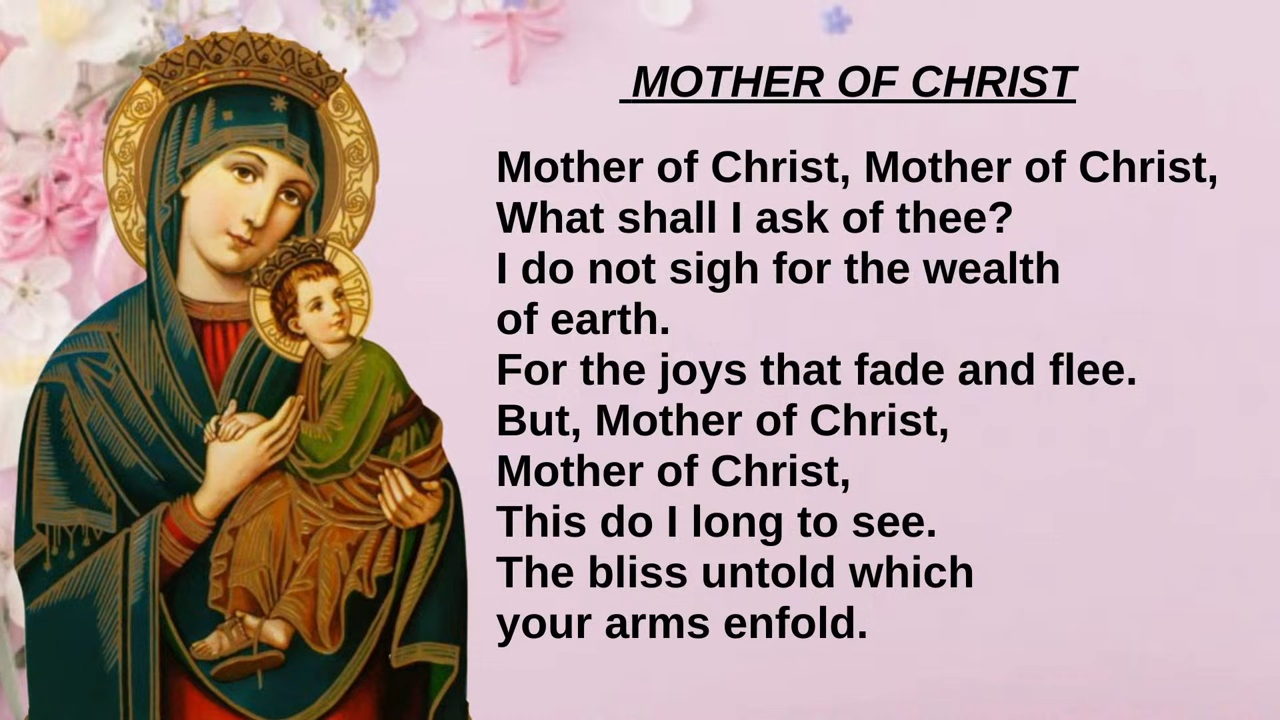 MOTHER OF CHRIST
Mother of Christ, Mother of Christ,
What shall I ask of thee?
I do not sigh for the wealth
of earth.
For the joys that fade and flee.
But, Mother of Christ,
Mother of Christ,
This do I long to see.
The bliss untold which
your arms enfold.